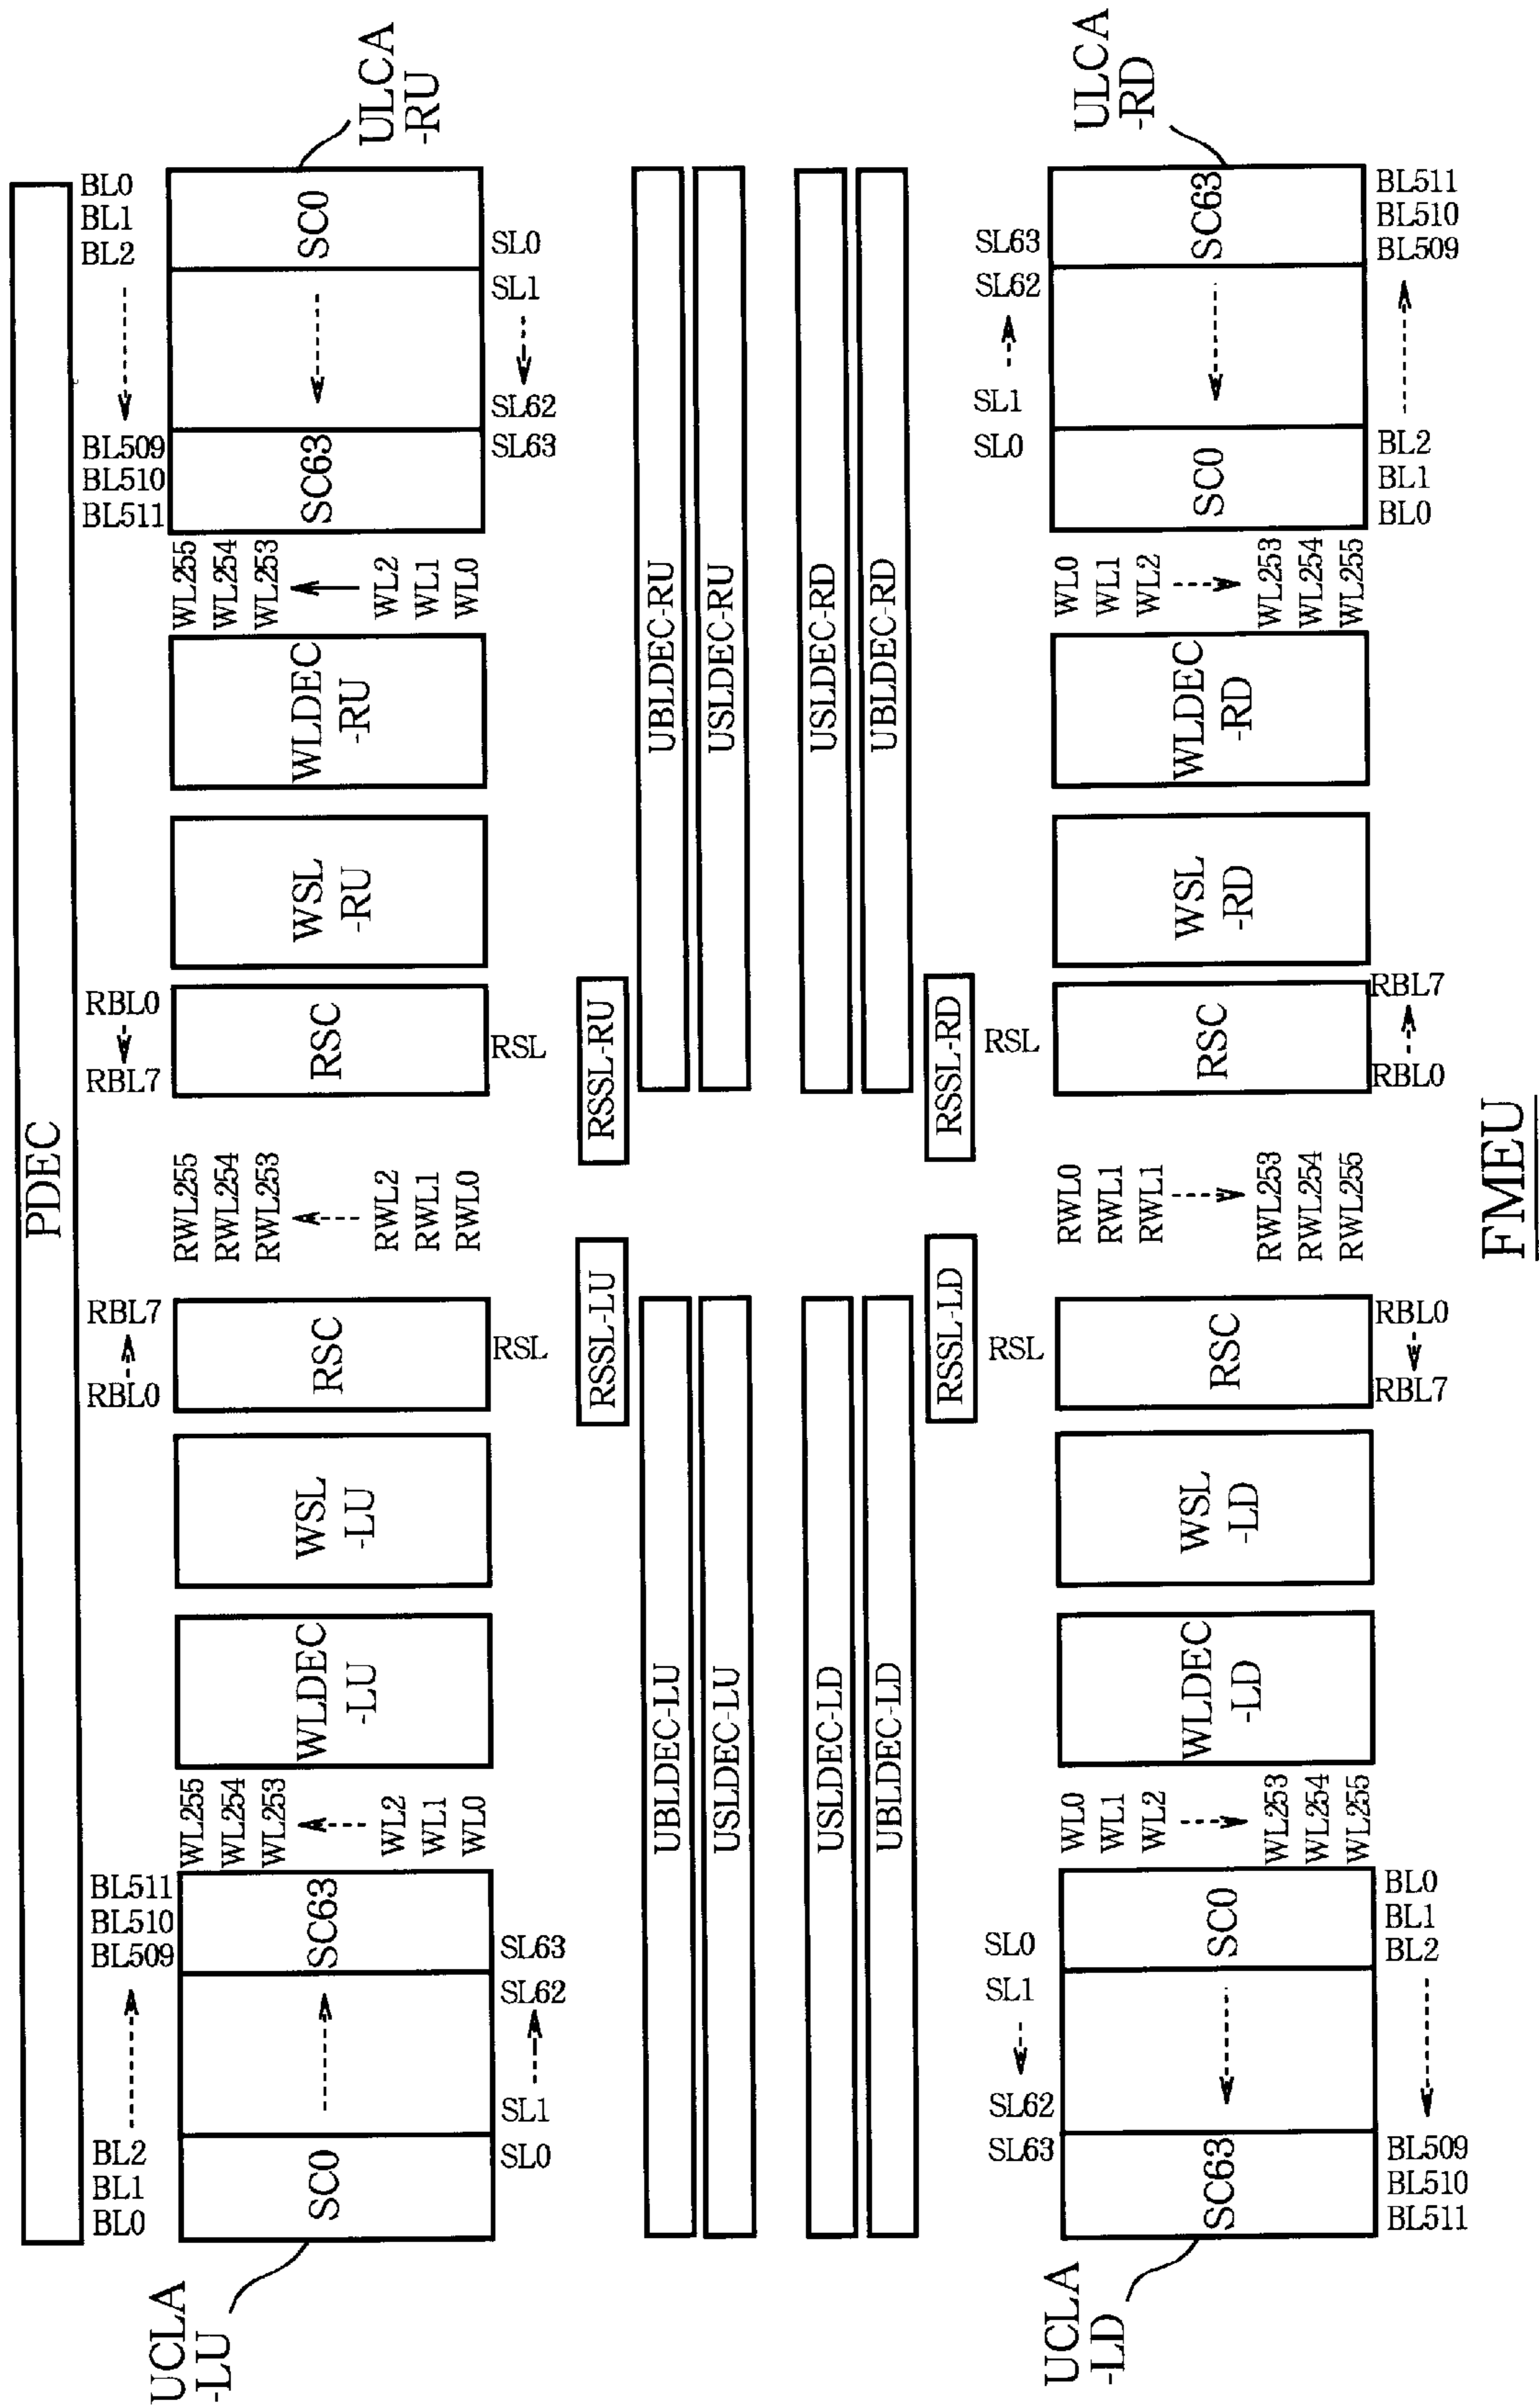 PDEC
BL0
BL1
BL2
BL509
BL510
BL511
RBL0
RBL7
RBL7
RBL0
BL511
BL510
BL509
BL2
BL1
BL0
UCLA
-LU
SC0
SC63
WL255
WL254
WL253
WL2
WL1
WL0
WLDEC
-LU
WSL
-LU
RSC
RWL255
RWL254
RWL253
RWL2
RWL1
RWL0
RSC
WSL
-RU
WLDEC
-RU
WL255
WL254
WL253
WL2
WL1
WL0
SC63
SC0
ULCA
-RU
SL0
SL1
SL62
SL63
RSL
RSL
SL63
SL62
SL1
SL0
RSSL-LU
RSSL-RU
UBLDEC-LU
UBLDEC-RU
USLDEC-LU
USLDEC-RU
USLDEC-LD
USLDEC-RD
UBLDEC-LD
UBLDEC-RD
RSSL-LD
RSSL-RD
SL63
SL62
SL1
SL0
RSL
RSL
SL0
SL1
SL62
SL63
UCLA
-LD
SC63
SC0
WL0
WL1
WL2
WL253
WL254
WL255
WLDEC
-LD
WSL
-LD
RSC
RWL0
RWL1
RWL1
RWL253
RWL254
RWL255
RSC
WSL
-RD
WLDEC
-RD
WL0
WL1
WL2
WL253
WL254
WL255
SC0
SC63
ULCA
-RD
BL511
BL510
BL509
BL2
BL1
BL0
RBL7
RBL0
RBL0
RBL7
BL0
BL1
BL2
BL509
BL510
BL511
FMEU